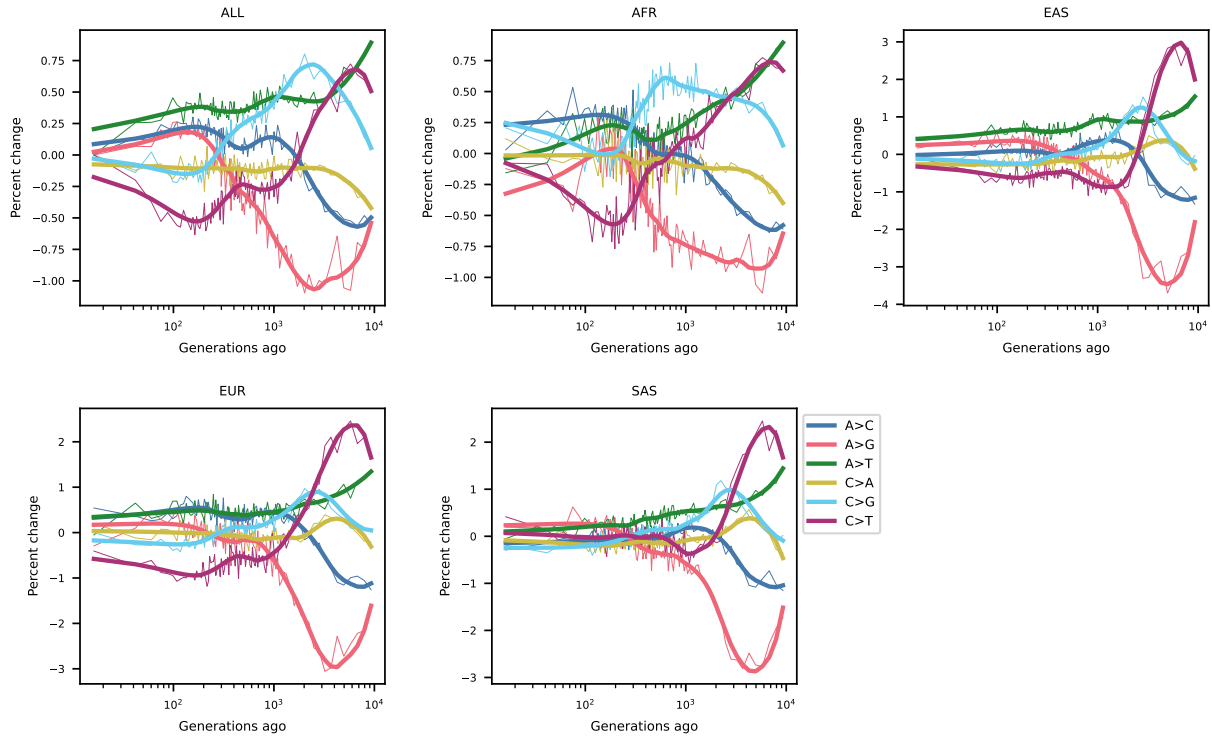 ALL
AFR
EAS
0.75
0.50
0.25
0.00
−0.25
−0.50
−0.75
−1.00
Percent change
10²
10³
10⁴
Generations ago
0.75
0.50
0.25
0.00
−0.25
−0.50
−0.75
−1.00
Percent change
10²
10³
10⁴
Generations ago
3
2
1
0
−1
−2
−3
−4
Percent change
10²
10³
10⁴
Generations ago
EUR
SAS
2
1
0
−1
−2
−3
Percent change
10²
10³
10⁴
Generations ago
2
1
0
−1
−2
−3
Percent change
10²
10³
10⁴
Generations ago
A>C
A>G
A>T
C>A
C>G
C>T